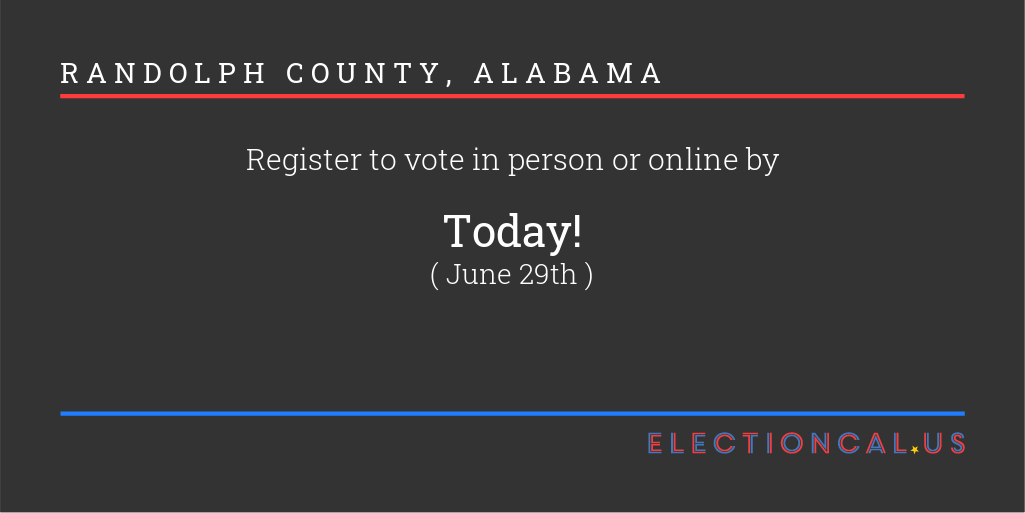 RANDOLPH COUNTY, ALABAMA
Register to vote in person or online by
Today!
( June 29th )
ELECTIONCAL.US